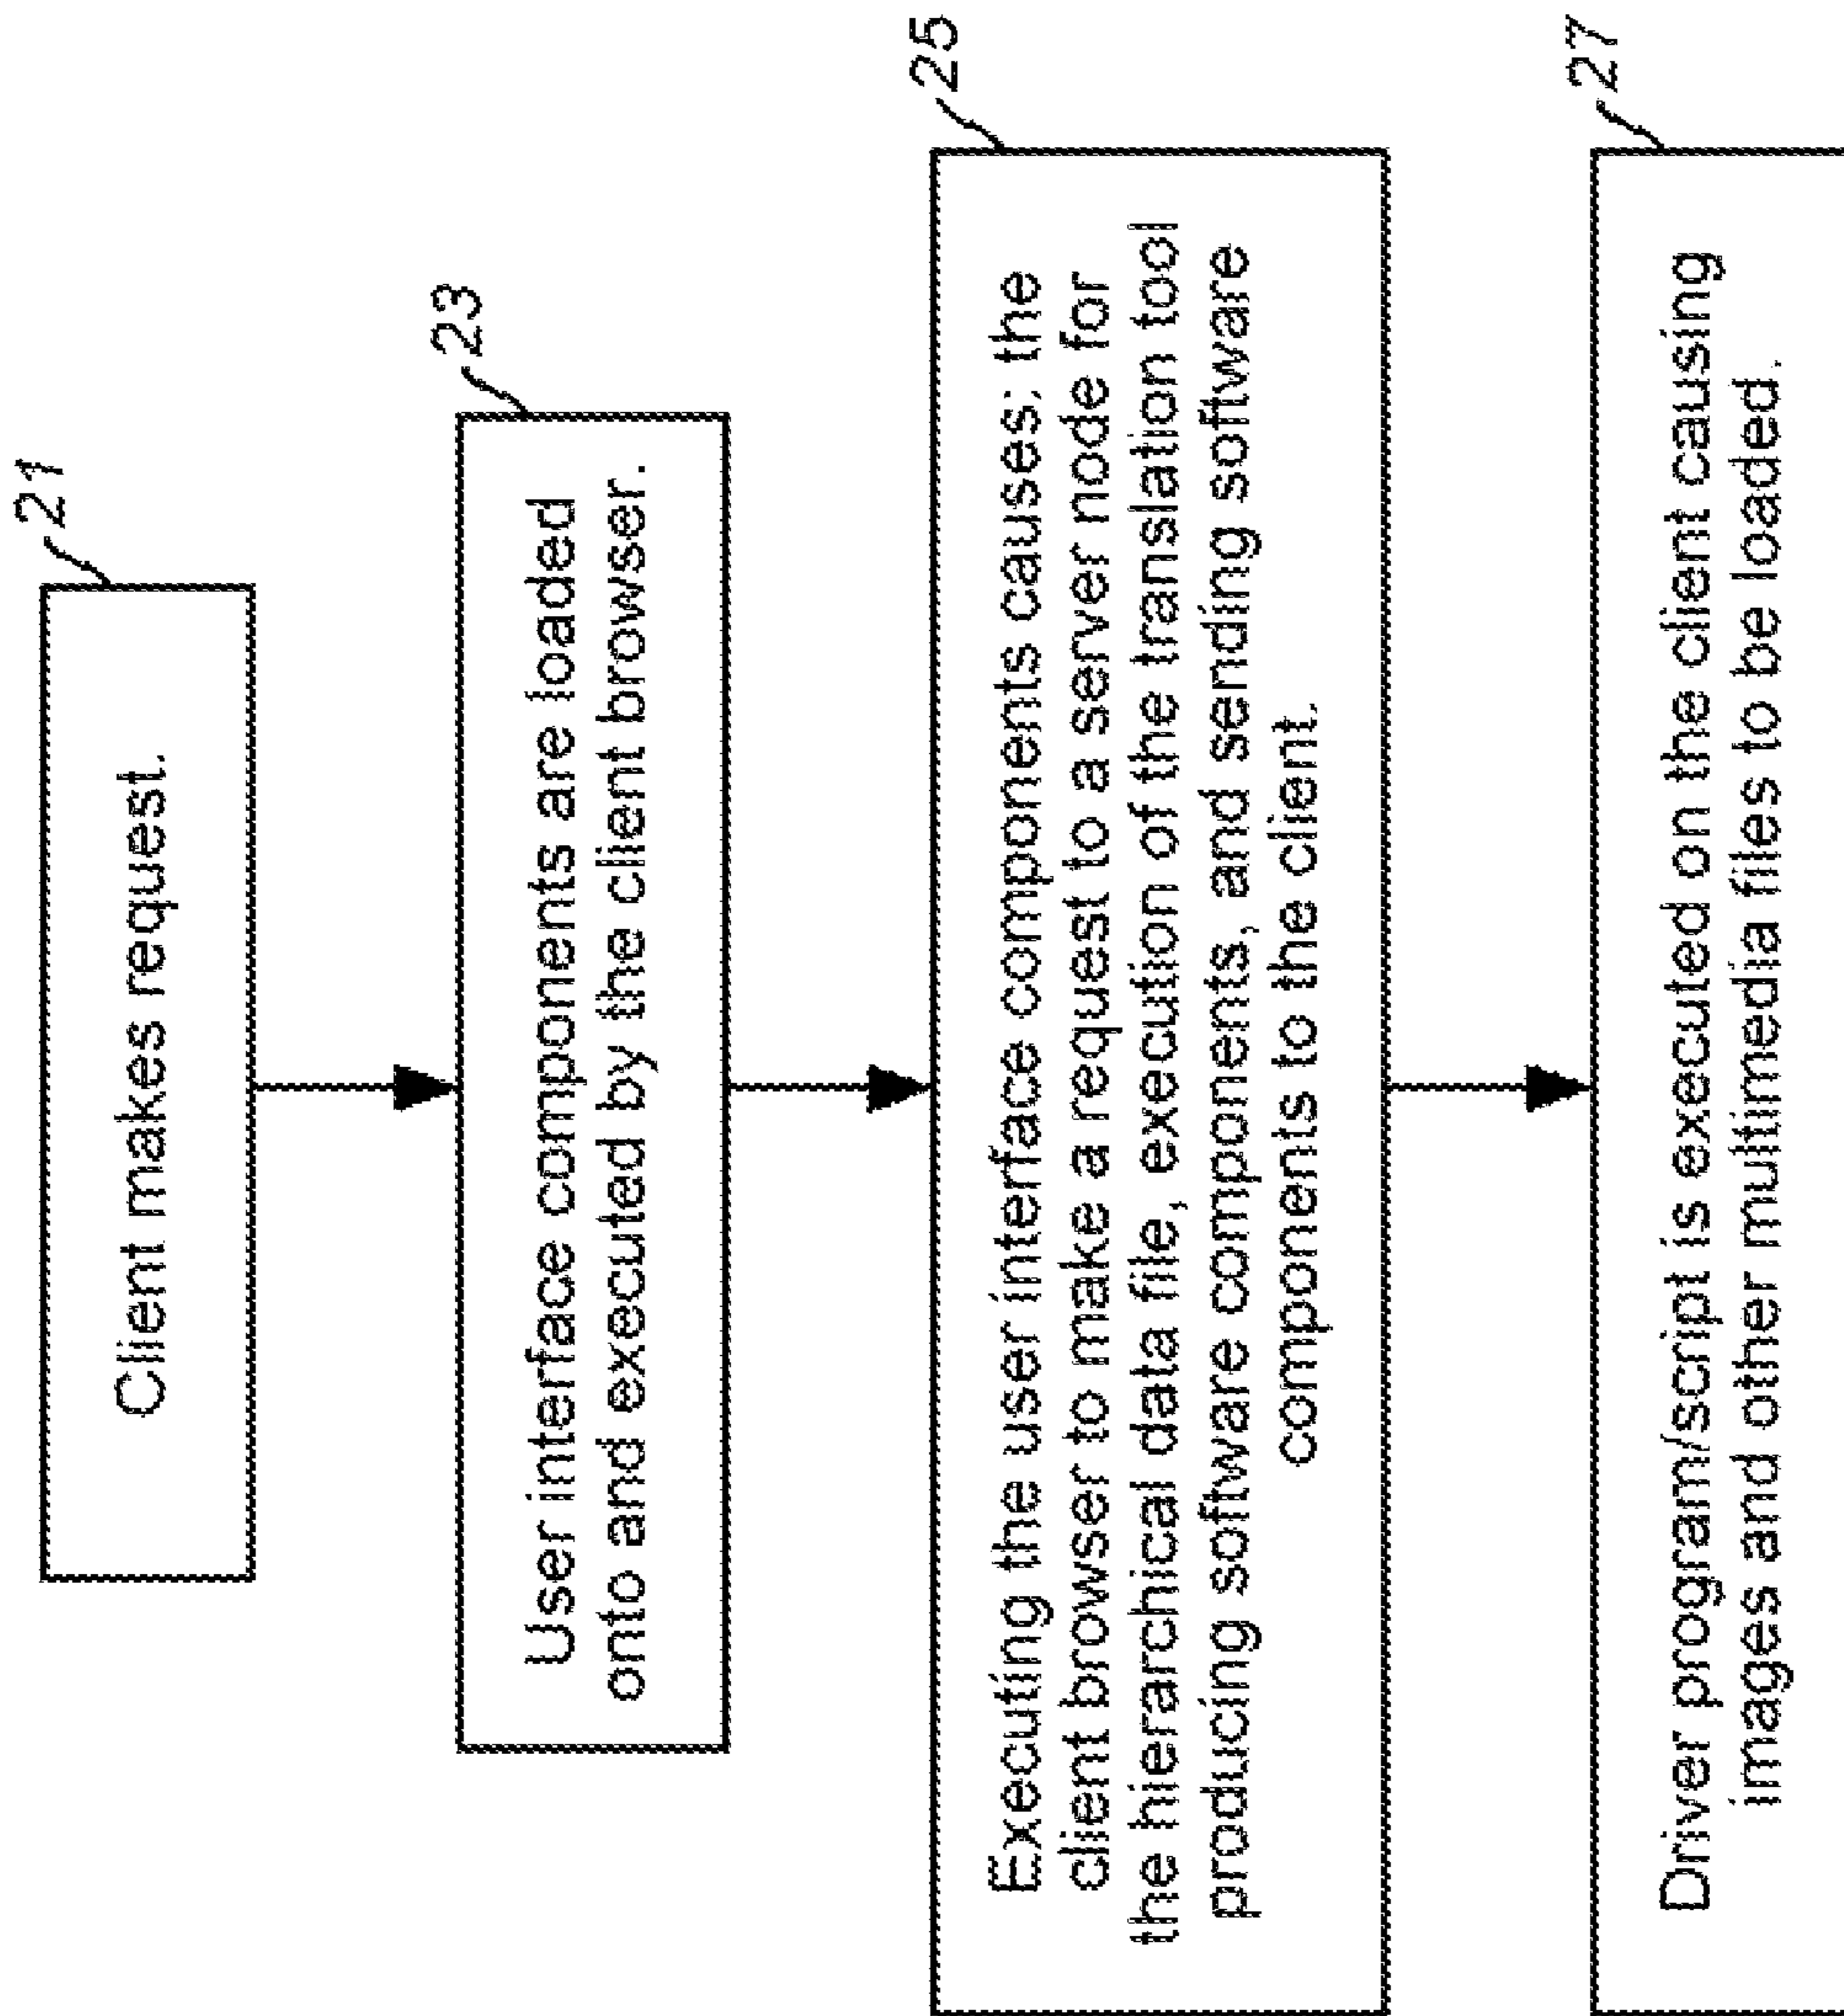 21
Client makes request.
23
User interface components are loaded
onto and executed by the client browser.
25
Executing the user interface components causes: the
client browser to make a request to a server node for
the hierarchical data file, execution of the translation tool
producing software components, and sending software
components to the client.
27
Driver program/script is executed on the client causing
images and other multimedia files to be loaded.